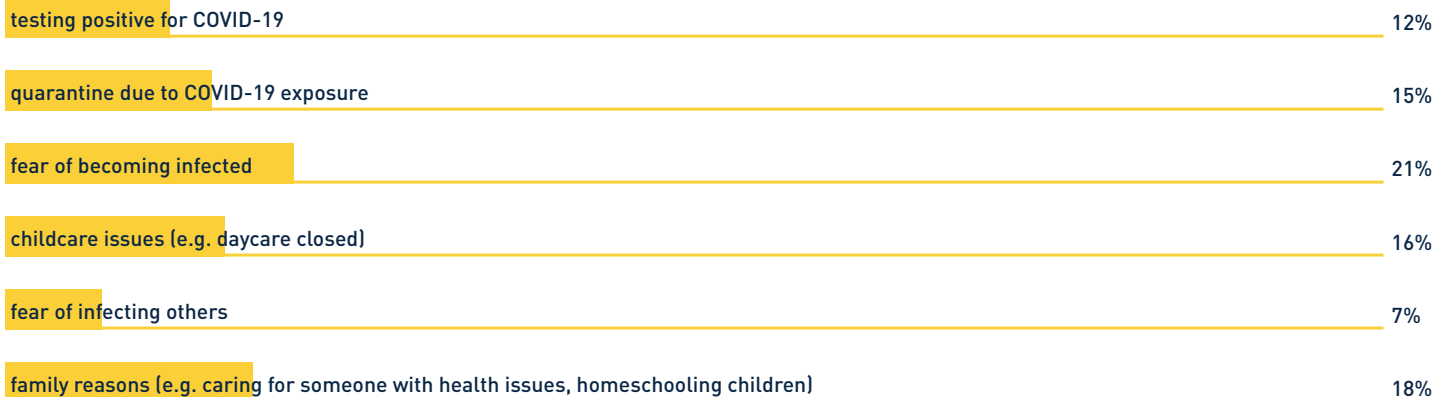 testing positive for COVID-19 12%
quarantine due to COVID-19 exposure 15%
fear of becoming infected 21%
childcare issues (e.g. daycare closed) 16%
fear of infecting others 7%
family reasons (e.g. caring for someone with health issues, homeschooling children) 18%